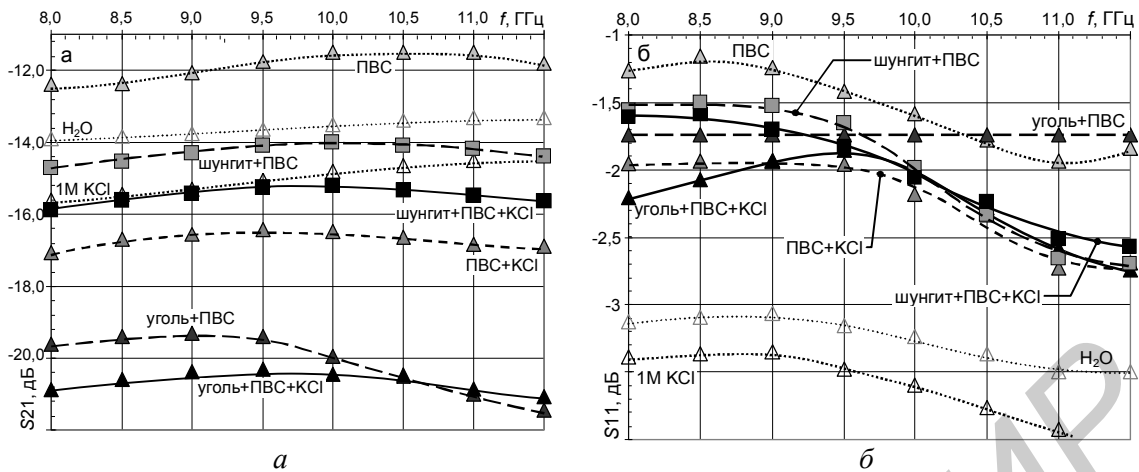 8,0 8,5 9,0 9,5 10,0 10,5 11,0 f, ГГц
а
-12,0
-14,0
-16,0
-18,0
-20,0
S21, дБ
ПВС
H2O
шунгит+ПВС
1М KCl
шунгит+ПВС+KCl
ПВС+KCl
уголь+ПВС
уголь+ПВС+KCl
а
8,0 8,5 9,0 9,5 10,0 10,5 11,0 f, ГГц
-1
б
-1,5
-2
-2,5
-3
S11, дБ
ПВС
шунгит+ПВС
уголь+ПВС
уголь+ПВС+KCl
ПВС+KCl
шунгит+ПВС+KCl
H2O
1М KCl
б